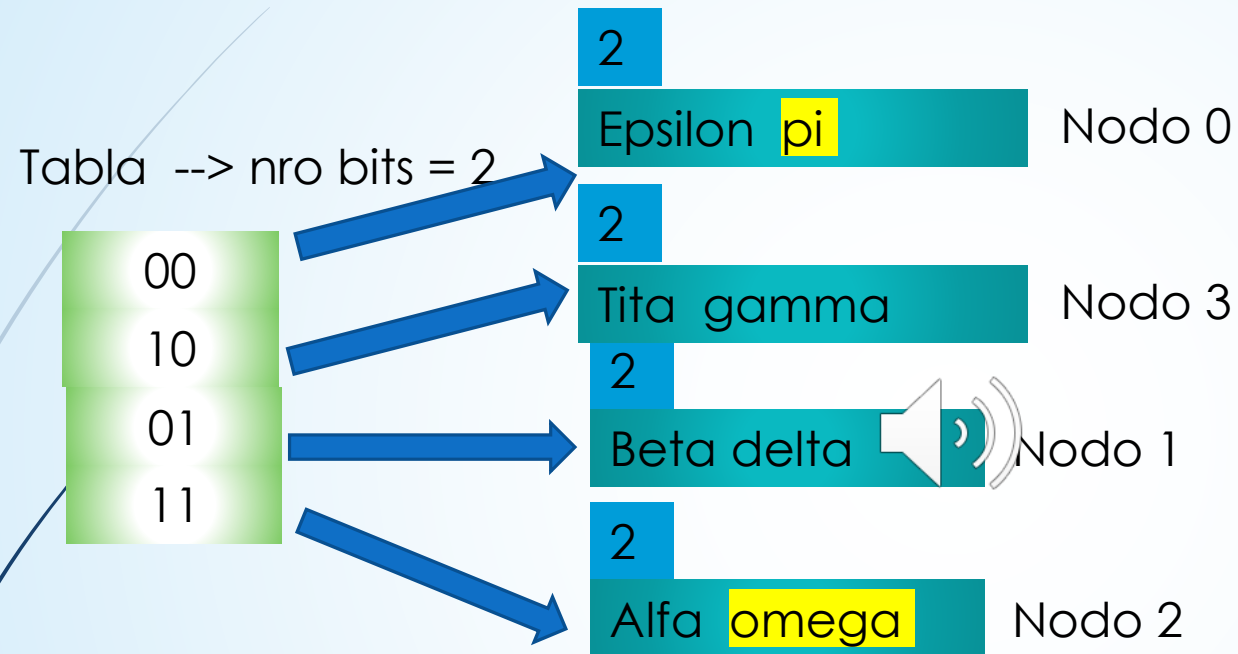 Tabla --> nro bits = 2
00
10
01
11
2
Epsilon pi Nodo 0
2
Tita gamma Nodo 3
2
Beta delta Nodo 1
2
Alfa omega Nodo 2